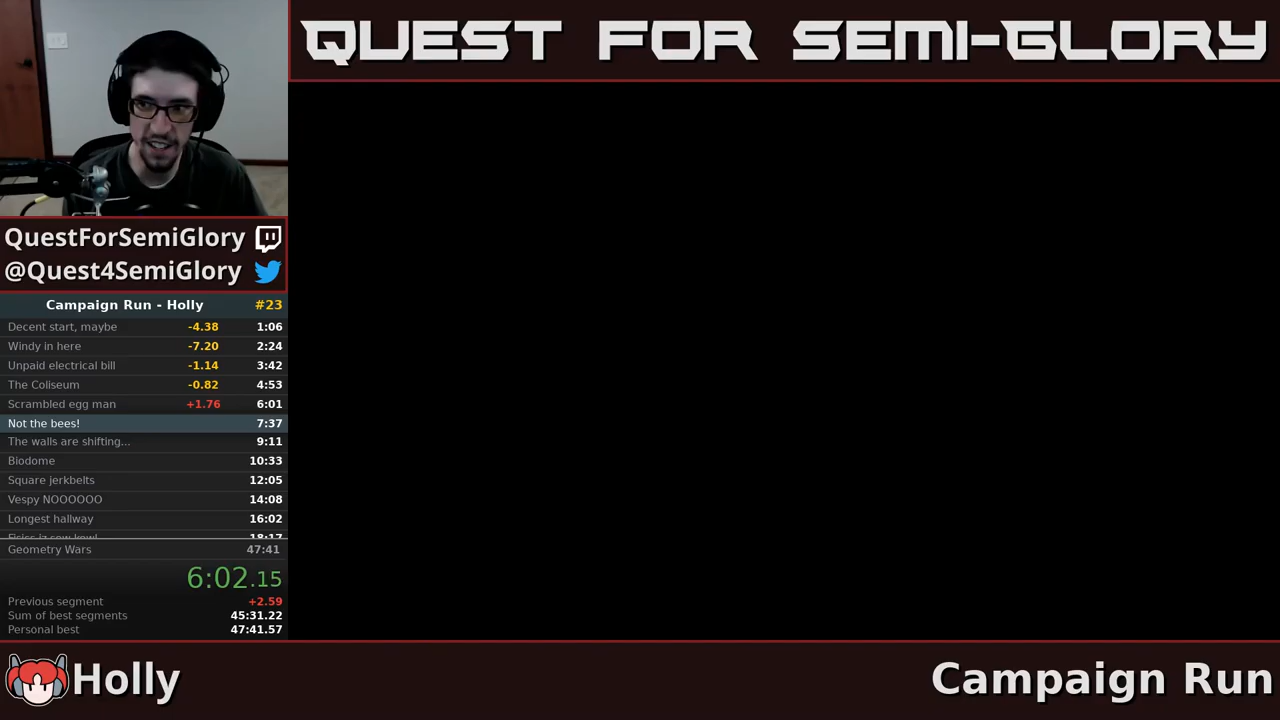 QUEST FOR SEMI-GLORY
QuestForSemiGlory
@Quest4SemiGlory
Campaign Run - Holly #23
Decent start, maybe -4.38 1:06
Windy in here -7.20 2:24
Unpaid electrical bill -1.14 3:42
The Coliseum -0.82 4:53
Scrambled egg man +1.76 6:01
Not the bees! 7:37
The walls are shifting... 9:11
Biodome 10:33
Square jerkbelts 12:05
Vespy NOOOOOO 14:08
Longest hallway 16:02
18:17
Geometry Wars 47:41
6:02.15
Previous segment +2.59
Sum of best segments 45:31.22
Personal best 47:41.57
Holly
Campaign Run